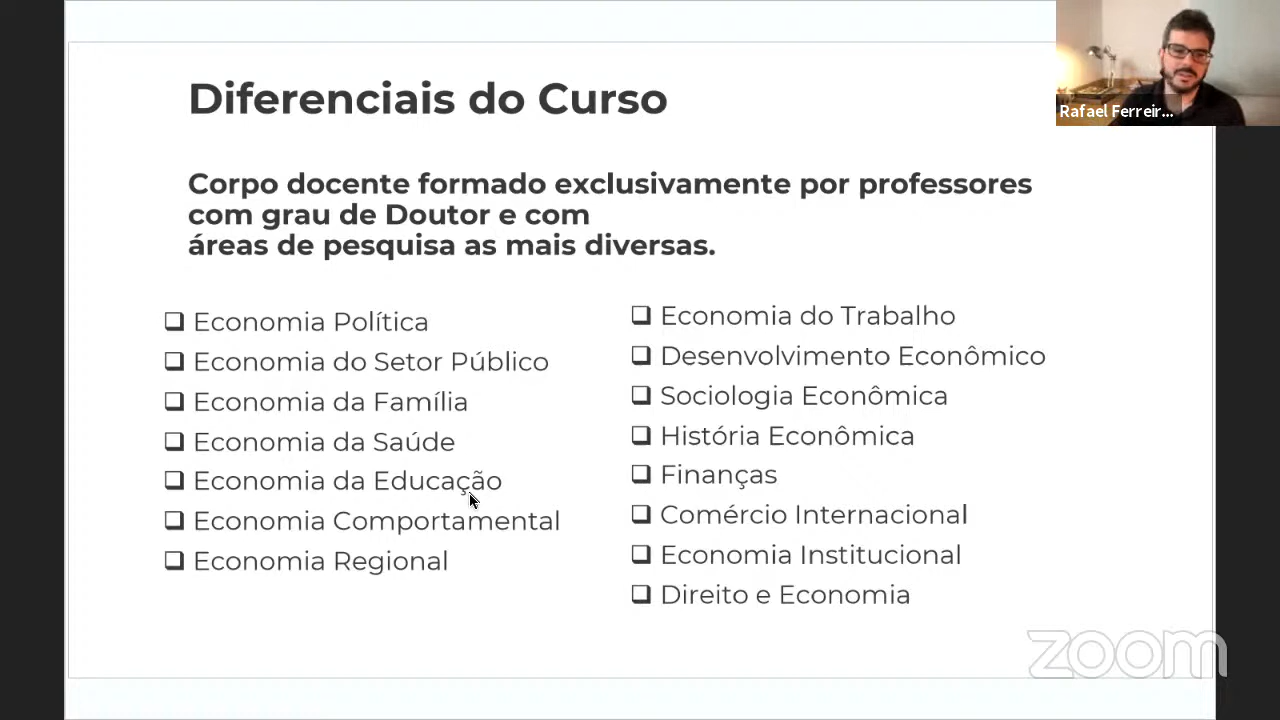 Diferenciais do Curso
Rafael Ferreir...
Corpo docente formado exclusivamente por professores
com grau de Doutor e com
áreas de pesquisa as mais diversas.
Economia Política
Economia do Setor Público
Economia da Família
Economia da Saúde
Economia da Educação
Economia Comportamental
Economia Regional
Economia do Trabalho
Desenvolvimento Econômico
Sociologia Econômica
História Econômica
Finanças
Comércio Internacional
Economia Institucional
Direito e Economia
zoom